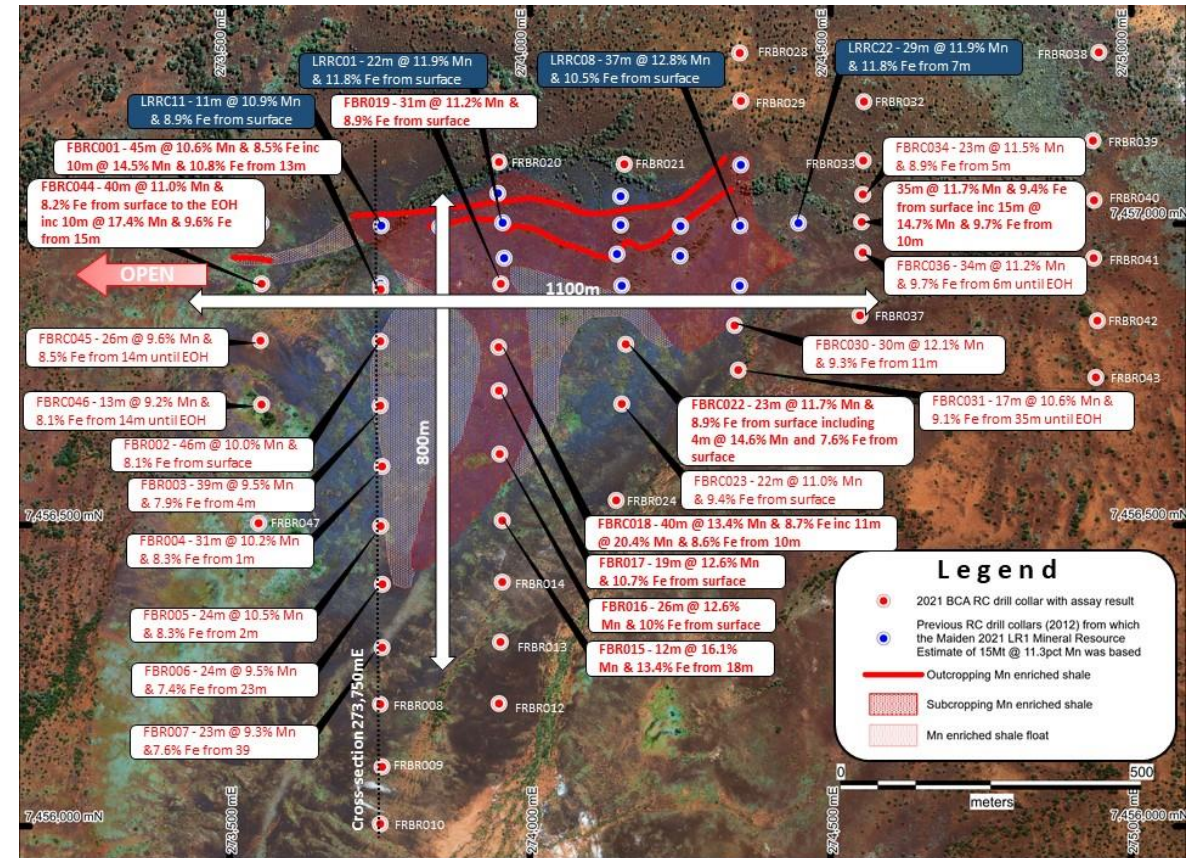 273,500 mE
274,000 mE
274,500 mE
275,000 mE
LRRC01 - 22m @ 11.9% Mn
& 11.8% Fe from surface
LRRC08 - 37m @ 12.8% Mn
& 10.5% Fe from surface
FRBR028
LRRC22 - 29m @ 11.9% Mn
& 11.8% Fe from 7m
FRBR038
LRRC11 - 11m @ 10.9% Mn
& 8.9% Fe from surface
FBR019 - 31m @ 11.2% Mn &
8.9% Fe from surface
FRBR029
FRBR032
FBRC001 - 45m @ 10.6% Mn & 8.5% Fe inc
10m @ 14.5% Mn & 10.8% Fe from 13m
FRBR020
FRBR021
FRBR033
FBRC034 - 23m @ 11.5% Mn
& 8.9% Fe from 5m
FRBR039
FBRC044 - 40m @ 11.0% Mn &
8.2% Fe from surface to the EOH
inc 10m @ 17.4% Mn & 9.6% Fe
from 15m
35m @ 11.7% Mn & 9.4% Fe
from surface inc 15m @
14.7% Mn & 9.7% Fe from
10m
FRBR040
7,457,000 mN
OPEN
FBRC036 - 34m @ 11.2% Mn
& 9.7% Fe from 6m until EOH
FRBR041
1100m
800m
FRBR037
FRBR042
FBRC045 - 26m @ 9.6% Mn &
8.5% Fe from 14m until EOH
FBRC030 - 30m @ 12.1% Mn
& 9.3% Fe from 11m
FRBR043
FBRC046 - 13m @ 9.2% Mn &
8.1% Fe from 14m until EOH
FBRC022 - 23m @ 11.7% Mn &
8.9% Fe from surface including
4m @ 14.6% Mn and 7.6% Fe from
surface
FBRC031 - 17m @ 10.6% Mn &
9.1% Fe from 35m until EOH
FBR002 - 46m @ 10.0% Mn &
8.1% Fe from surface
FBR003 - 39m @ 9.5% Mn
& 7.9% Fe from 4m
FBRC023 - 22m @ 11.0% Mn
& 9.4% Fe from surface
FRBR024
7,456,500 mN
7,456,500 mN
FRBR047
FBRC018 - 40m @ 13.4% Mn & 8.7% Fe inc 11m
@ 20.4% Mn & 8.6% Fe from 10m
FBR004 - 31m @ 10.2% Mn
& 8.3% Fe from 1m
FBR017 - 19m @ 12.6% Mn
& 10.7% Fe from surface
FRBR014
FBR005 - 24m @ 10.5% Mn
& 8.3% Fe from 2m
FBR016 - 26m @ 12.6%
Mn & 10% Fe from surface
FRBR013
FBR006 - 24m @ 9.5% Mn
& 7.4% Fe from 23m
FBR015 - 12m @ 16.1%
Mn & 13.4% Fe from 18m
FRBR008
FRBR012
FBR007 - 23m @ 9.3% Mn
&7.6% Fe from 39
Cross-section 273,750mE
FRBR009
FRBR010
Legend
2021 BCA RC drill collar with assay result
Previous RC drill collars (2012) from which
the Maiden 2021 LR1 Mineral Resource
Estimate of 15Mt @ 11.3pct Mn was based
Outcropping Mn enriched shale
Subcropping Mn enriched shale
Mn enriched shale float
0
500
meters
7,456,000 mN
7,456,000 mN
273,500 mE
274,000 mE
274,500 mE
275,000 mE